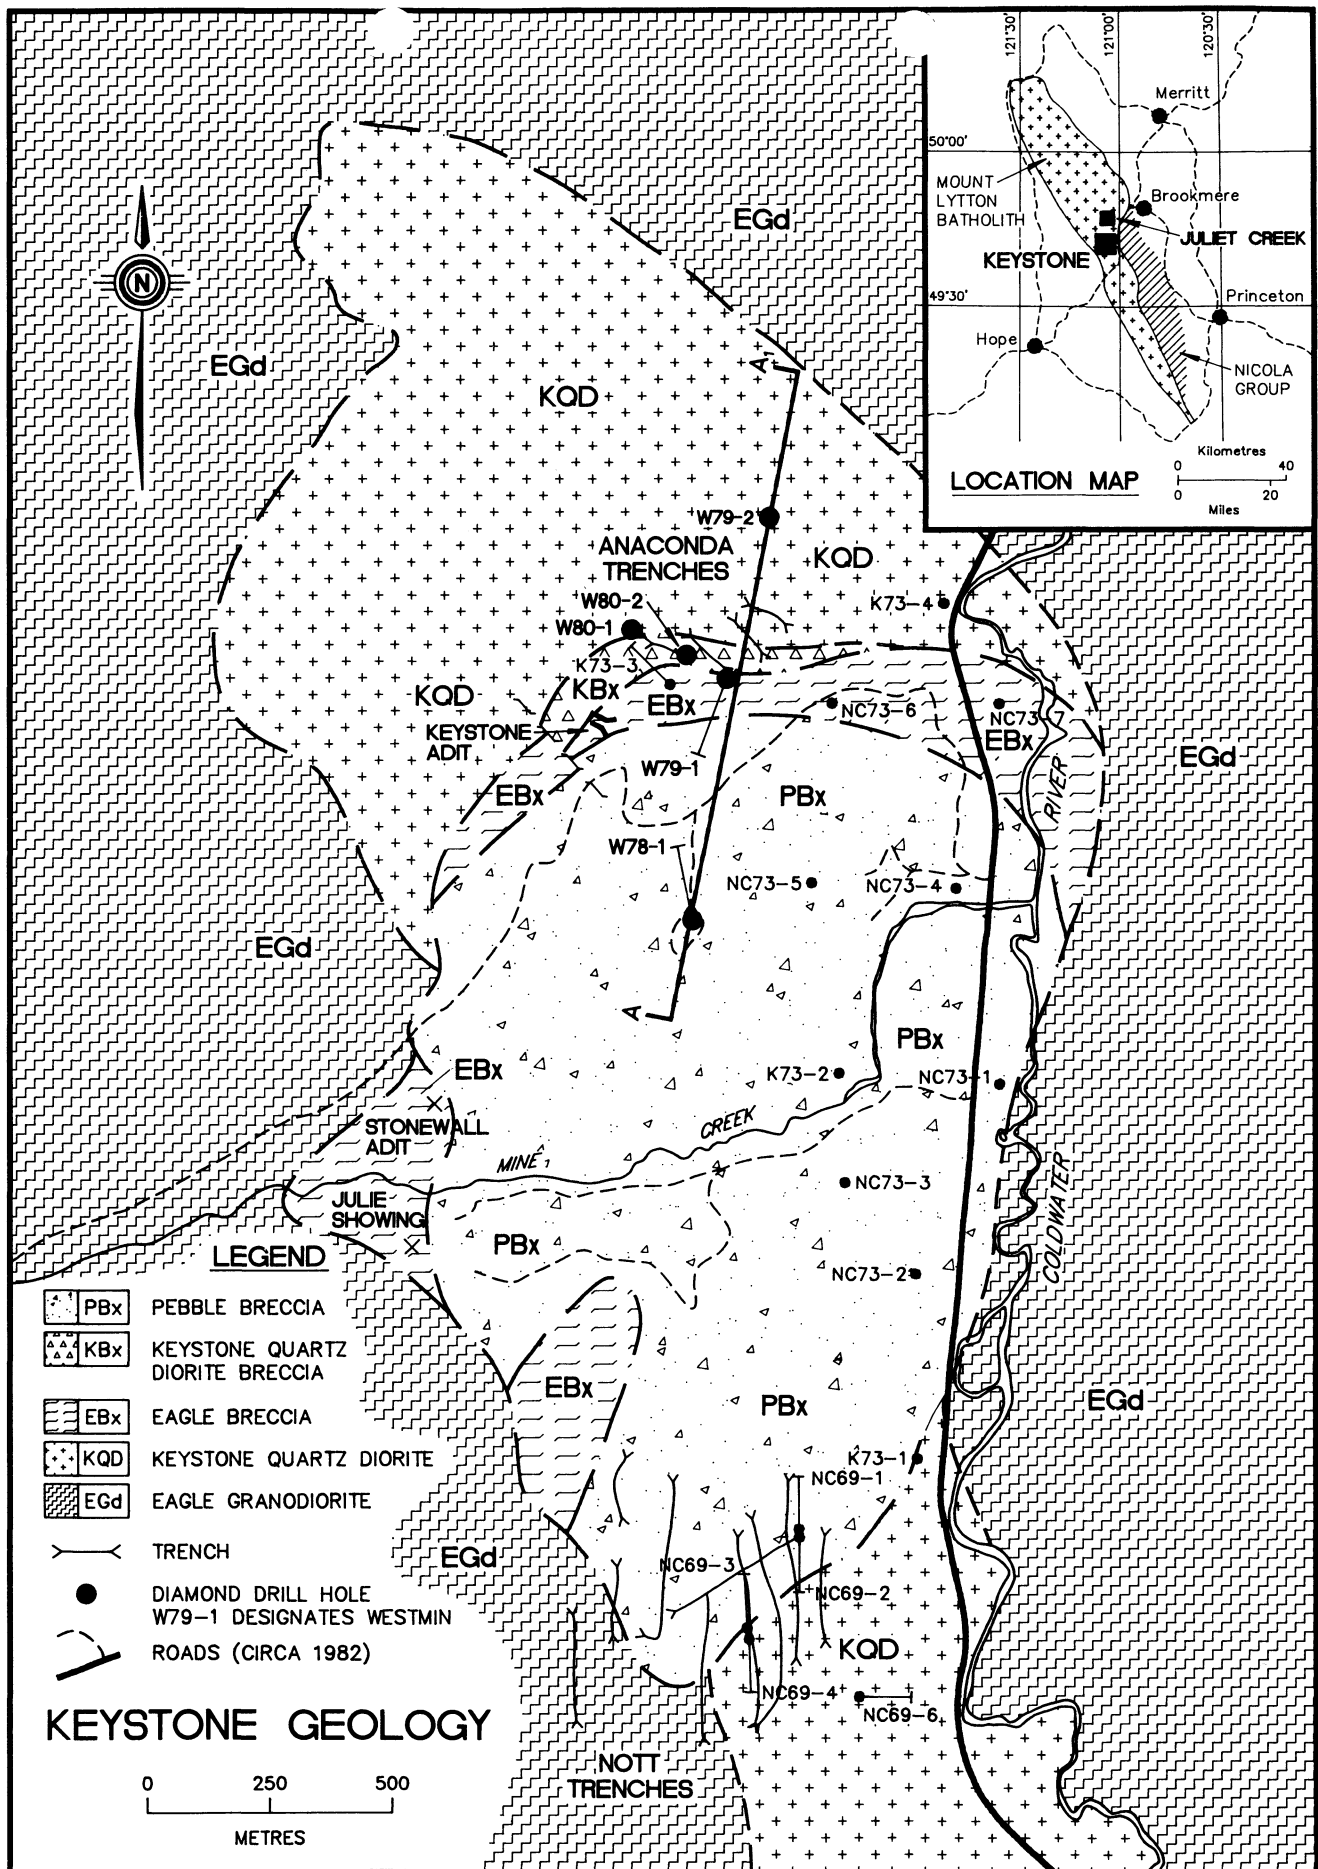 121°30'
121°00'
120°30'
Merritt
50°00'
MOUNT
LYTTON
BATHOLITH
Brookmere
JULIET CREEK
KEYSTONE
49°30'
Princeton
Hope
NICOLA
GROUP
Kilometres
0 40
LOCATION MAP
0 20
Miles
EGd
N
EGd
A1
KQD
W79-2
ANACONDA
TRENCHES
KQD
W80-2
K73-4
W80-1
K73-3
KQD
KBx
EBx
NC73-6
NC73-7
KEYSTONE
ADIT
EBx
EGd
W79-1
EBx
PBx
RIVER
W78-1
NC73-5
NC73-4
EGd
A
PBx
EBx
K73-2
NC73-1
STONEWALL
ADIT
CREEK
MINE
NC73-3
COLDWATER
JULIE
SHOWING
PBx
NC73-2
EBx
PBx
EGd
K73-1
NC69-1
EGd
NC69-3
NC69-2
KQD
NC69-4
NC69-6
NOTT
TRENCHES
LEGEND
PBx PEBBLE BRECCIA
KBx KEYSTONE QUARTZ
DIORITE BRECCIA
EBx EAGLE BRECCIA
KQD KEYSTONE QUARTZ DIORITE
EGd EAGLE GRANODIORITE
TRENCH
DIAMOND DRILL HOLE
W79-1 DESIGNATES WESTMIN
ROADS (CIRCA 1982)
KEYSTONE GEOLOGY
0 250 500
METRES